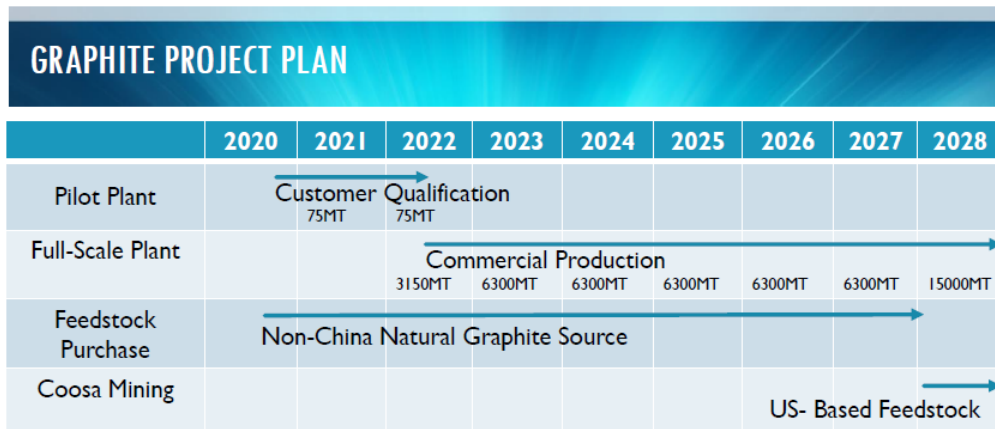 GRAPHITE PROJECT PLAN
2020 2021 2022 2023 2024 2025 2026 2027 2028
Pilot Plant
Customer Qualification
75MT 75MT
Full-Scale Plant
Commercial Production
3150MT 6300MT 6300MT 6300MT 6300MT 6300MT 15000MT
Feedstock
Purchase
Non-China Natural Graphite Source
Coosa Mining
US- Based Feedstock